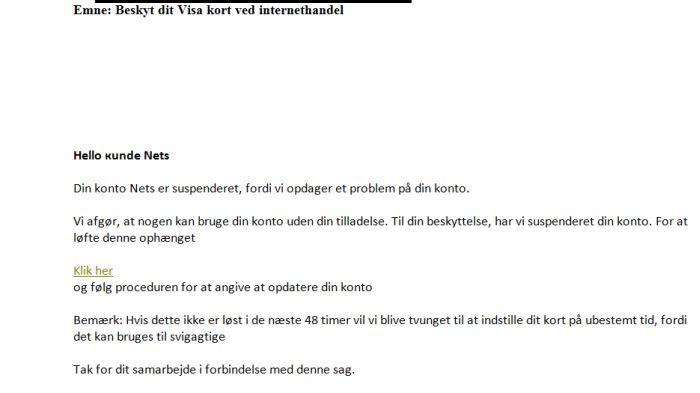 Emne: Beskyt dit Visa kort ved internethandel
Hello кunde Nets
Din konto Nets er suspenderet, fordi vi opdager et problem på din konto.
Vi afgør, at nogen kan bruge din konto uden din tilladelse. Til din beskyttelse, har vi suspenderet din konto. For at
løfte denne ophænget
Klik her
og følg proceduren for at angive at opdatere din konto
Bemærk: Hvis dette ikke er løst i de næste 48 timer vil vi blive tvunget til at indstille dit kort på ubestemt tid, fordi
det kan bruges til svigagtige
Tak for dit samarbejde i forbindelse med denne sag.